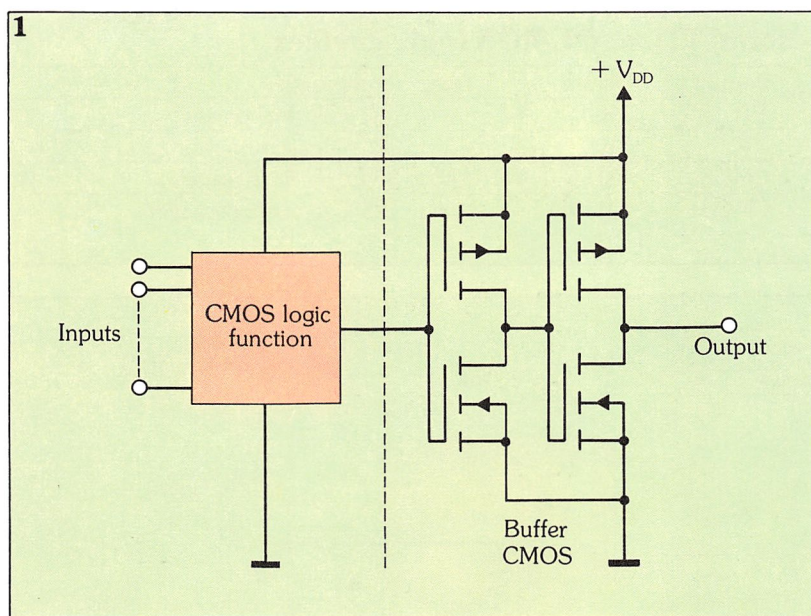 1
+ V_DD
Inputs
CMOS logic
function
Output
Buffer
CMOS